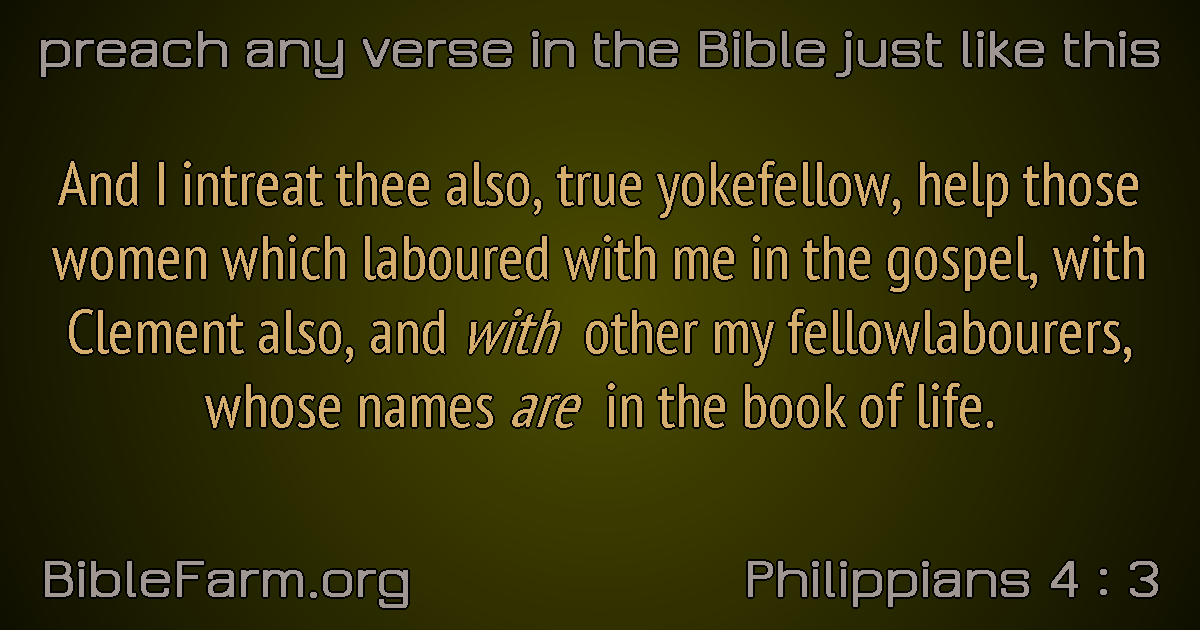 preach any verse in the Bible just like this
And I intreat thee also, true yokefellow, help those
women which laboured with me in the gospel, with
Clement also, and with other my fellowlabourers,
whose names are in the book of life.
BibleFarm.org
Philippians 4 : 3